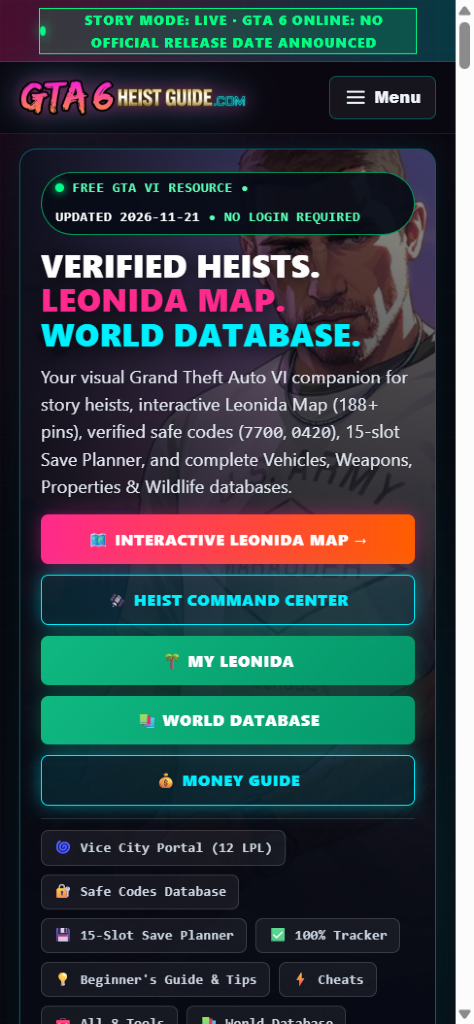 STORY MODE: LIVE · GTA 6 ONLINE: NO
OFFICIAL RELEASE DATE ANNOUNCED
GTA 6 HEIST GUIDE.COM
Menu
FREE GTA VI RESOURCE •
UPDATED 2026-11-21 • NO LOGIN REQUIRED
VERIFIED HEISTS.
LEONIDA MAP.
WORLD DATABASE.
Your visual Grand Theft Auto VI companion for
story heists, interactive Leonida Map (188+
pins), verified safe codes (7700, 0420), 15-slot
Save Planner, and complete Vehicles, Weapons,
Properties & Wildlife databases.
INTERACTIVE LEONIDA MAP →
HEIST COMMAND CENTER
MY LEONIDA
WORLD DATABASE
MONEY GUIDE
Vice City Portal (12 LPL)
Safe Codes Database
15-Slot Save Planner
100% Tracker
Beginner's Guide & Tips
Cheats
All 8 Tools
World Database